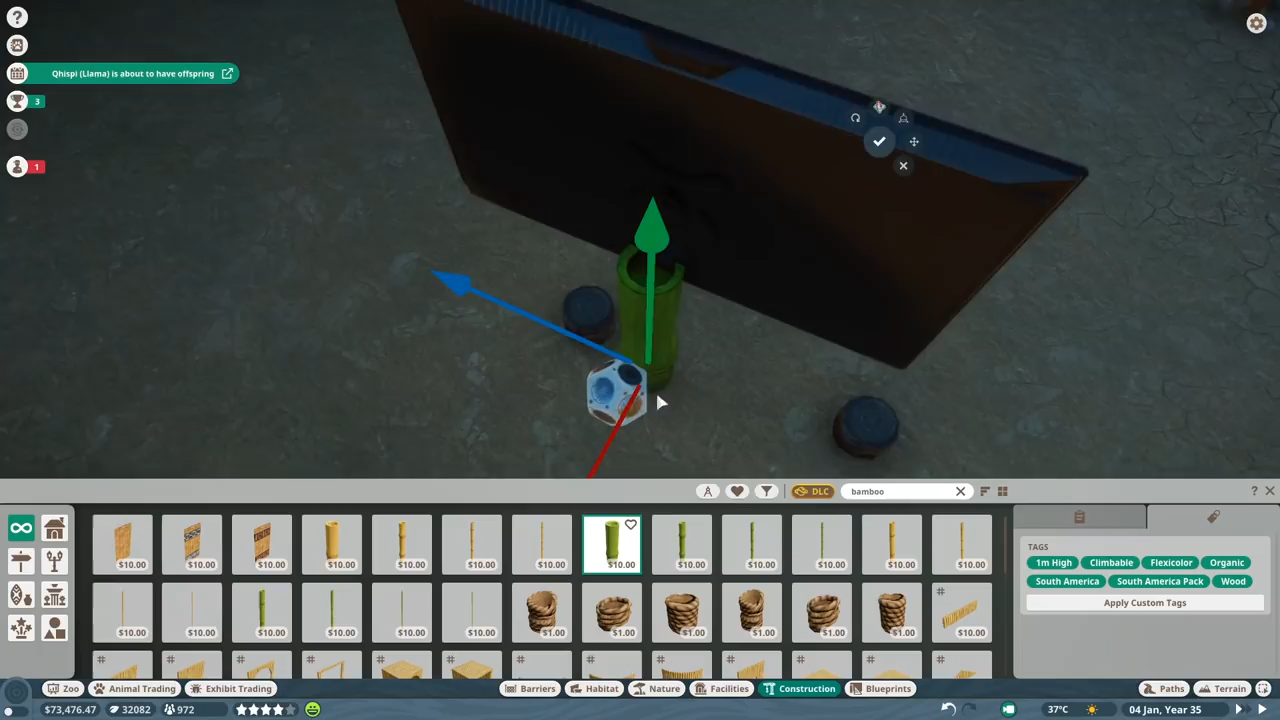 Qhispi (Llama) is about to have offspring
3
1
DLC
bamboo
$10.00 $10.00 $10.00 $10.00 $10.00 $10.00 $10.00 $10.00 $10.00 $10.00 $10.00 $10.00 $10.00
$10.00 $10.00 $10.00 $10.00 $10.00 $10.00 $1.00 $1.00 $1.00 $1.00 $1.00 $1.00 $10.00
TAGS
1m High Climbable Flexicolor Organic
South America South America Pack Wood
Apply Custom Tags
Zoo Animal Trading Exhibit Trading Barriers Habitat Nature Facilities Construction Blueprints Paths Terrain
$73,476.47 32082 972 37°C 04 Jan, Year 35